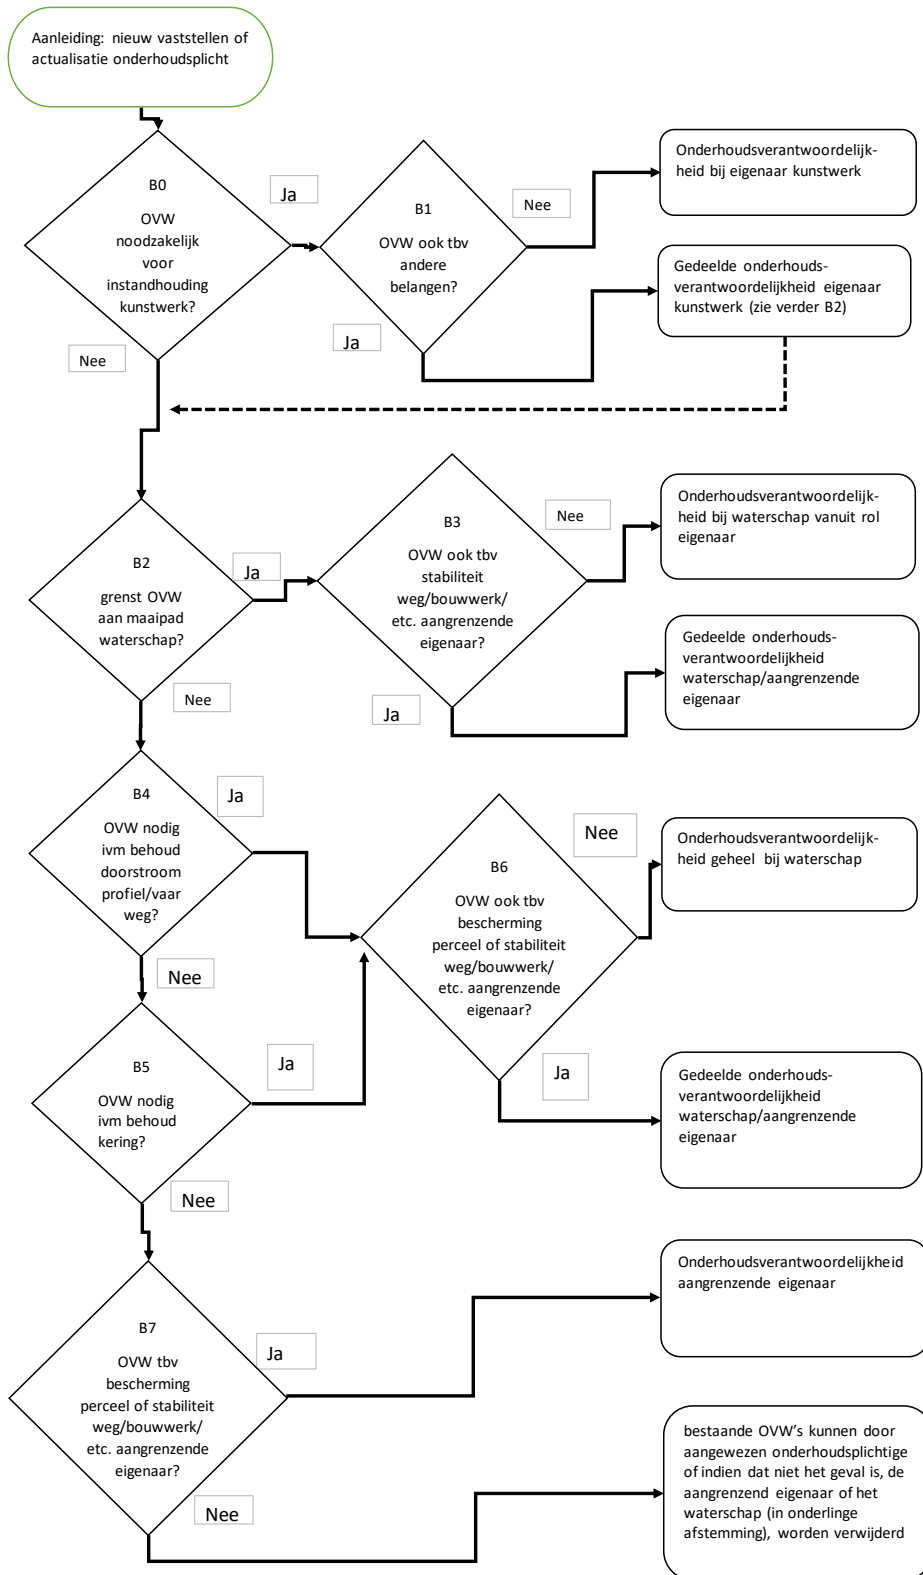 Aanleiding: nieuw vaststellen of
actualisatie onderhoudsplicht
B0
OVW
noodzakelijk
voor
instandhouding
kunstwerk?
Ja
B1
OVW ook tbv
andere
belangen?
Nee
Onderhoudsverantwoordelijk-
kheid bij eigenaar kunstwerk
Gedeelde onderhouds-
verantwoordelijkheid eigenaar
kunstwerk (zie verder B2)
Ja
Nee
B2
grenst OVW
aan maaipad
waterschap?
Ja
B3
OVW ook tbv
stabiliteit
weg/bouwwerk/
etc. aangrenzende
eigenaar?
Nee
Onderhoudsverantwoordelijk-
kheid bij waterschap vanuit rol
eigenaar
Gedeelde onderhouds-
verantwoordelijkheid
waterschap/aangrenzende
eigenaar
Ja
Nee
B4
OVW nodig
ivm behoud
doorstroom
profiel/vaar
weg?
Ja
B6
OVW ook tbv
bescherming
perceel of stabiliteit
weg/bouwwerk/
etc. aangrenzende
eigenaar?
Nee
Onderhoudsverantwoordelijk-
kheid geheel bij waterschap
Nee
B5
OVW nodig
ivm behoud
kering?
Ja
Ja
Gedeelde onderhouds-
verantwoordelijkheid
waterschap/aangrenzende
eigenaar
Nee
B7
OVW tbv
bescherming
perceel of stabiliteit
weg/bouwwerk/
etc. aangrenzende
eigenaar?
Ja
Onderhoudsverantwoordelijkheid
aangrenzende eigenaar
Nee
bestaande OVW's kunnen door
aangewezen onderhoudsplichtige
of indien dat niet het geval is, de
aangrenzend eigenaar of het
waterschap (in onderlinge
afstemming), worden verwijderd